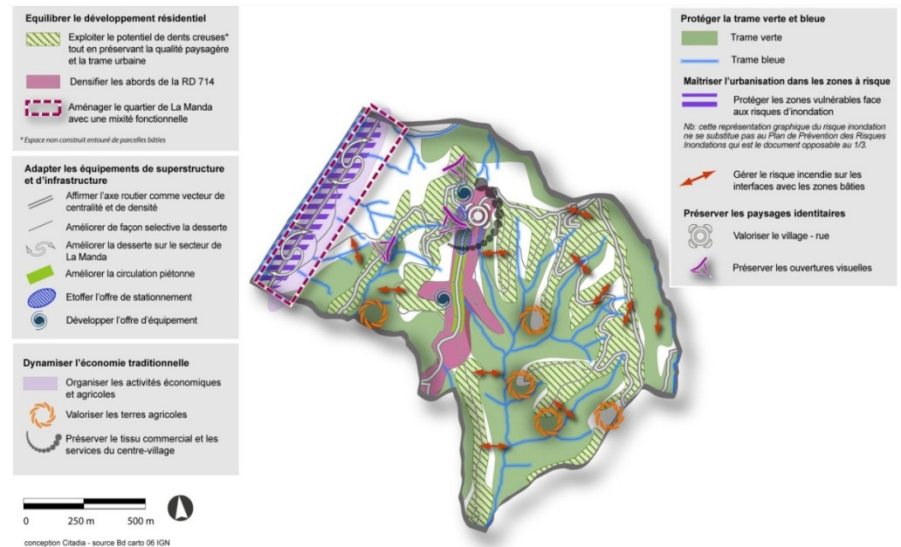 Equilibrer le développement résidentiel
Exploiter le potentiel de dents creuses*
tout en préservant la qualité paysagère
et la trame urbaine
Densifier les abords de la RD 714
Aménager le quartier de La Manda
avec une mixité fonctionnelle
* Espace non construit entouré de parcelles bâties
Adapter les équipements de superstructure
et d'infrastructure
Affirmer l'axe routier comme vecteur de
centralité et de densité
Améliorer de façon selective la desserte
Améliorer la desserte sur le secteur de
La Manda
Améliorer la circulation piétonne
Etoffer l'offre de stationnement
Développer l'offre d'équipement
Dynamiser l'économie traditionnelle
Organiser les activités économiques
et agricoles
Valoriser les terres agricoles
Préserver le tissu commercial et les
services du centre-village
0 250 m 500 m
conception Citadia - source Bd carto 06 IGN
Protéger la trame verte et bleue
Trame verte
Trame bleue
Maîtriser l'urbanisation dans les zones à risque
Protéger les zones vulnérables face
aux risques d'inondation
Nb: cette représentation graphique du risque inondation
ne se substitue pas au Plan de Prévention des Risques
Inondations qui est le document opposable au 1/3.
Gérer le risque incendie sur les
interfaces avec les zones bâties
Préserver les paysages identitaires
Valoriser le village - rue
Préserver les ouvertures visuelles